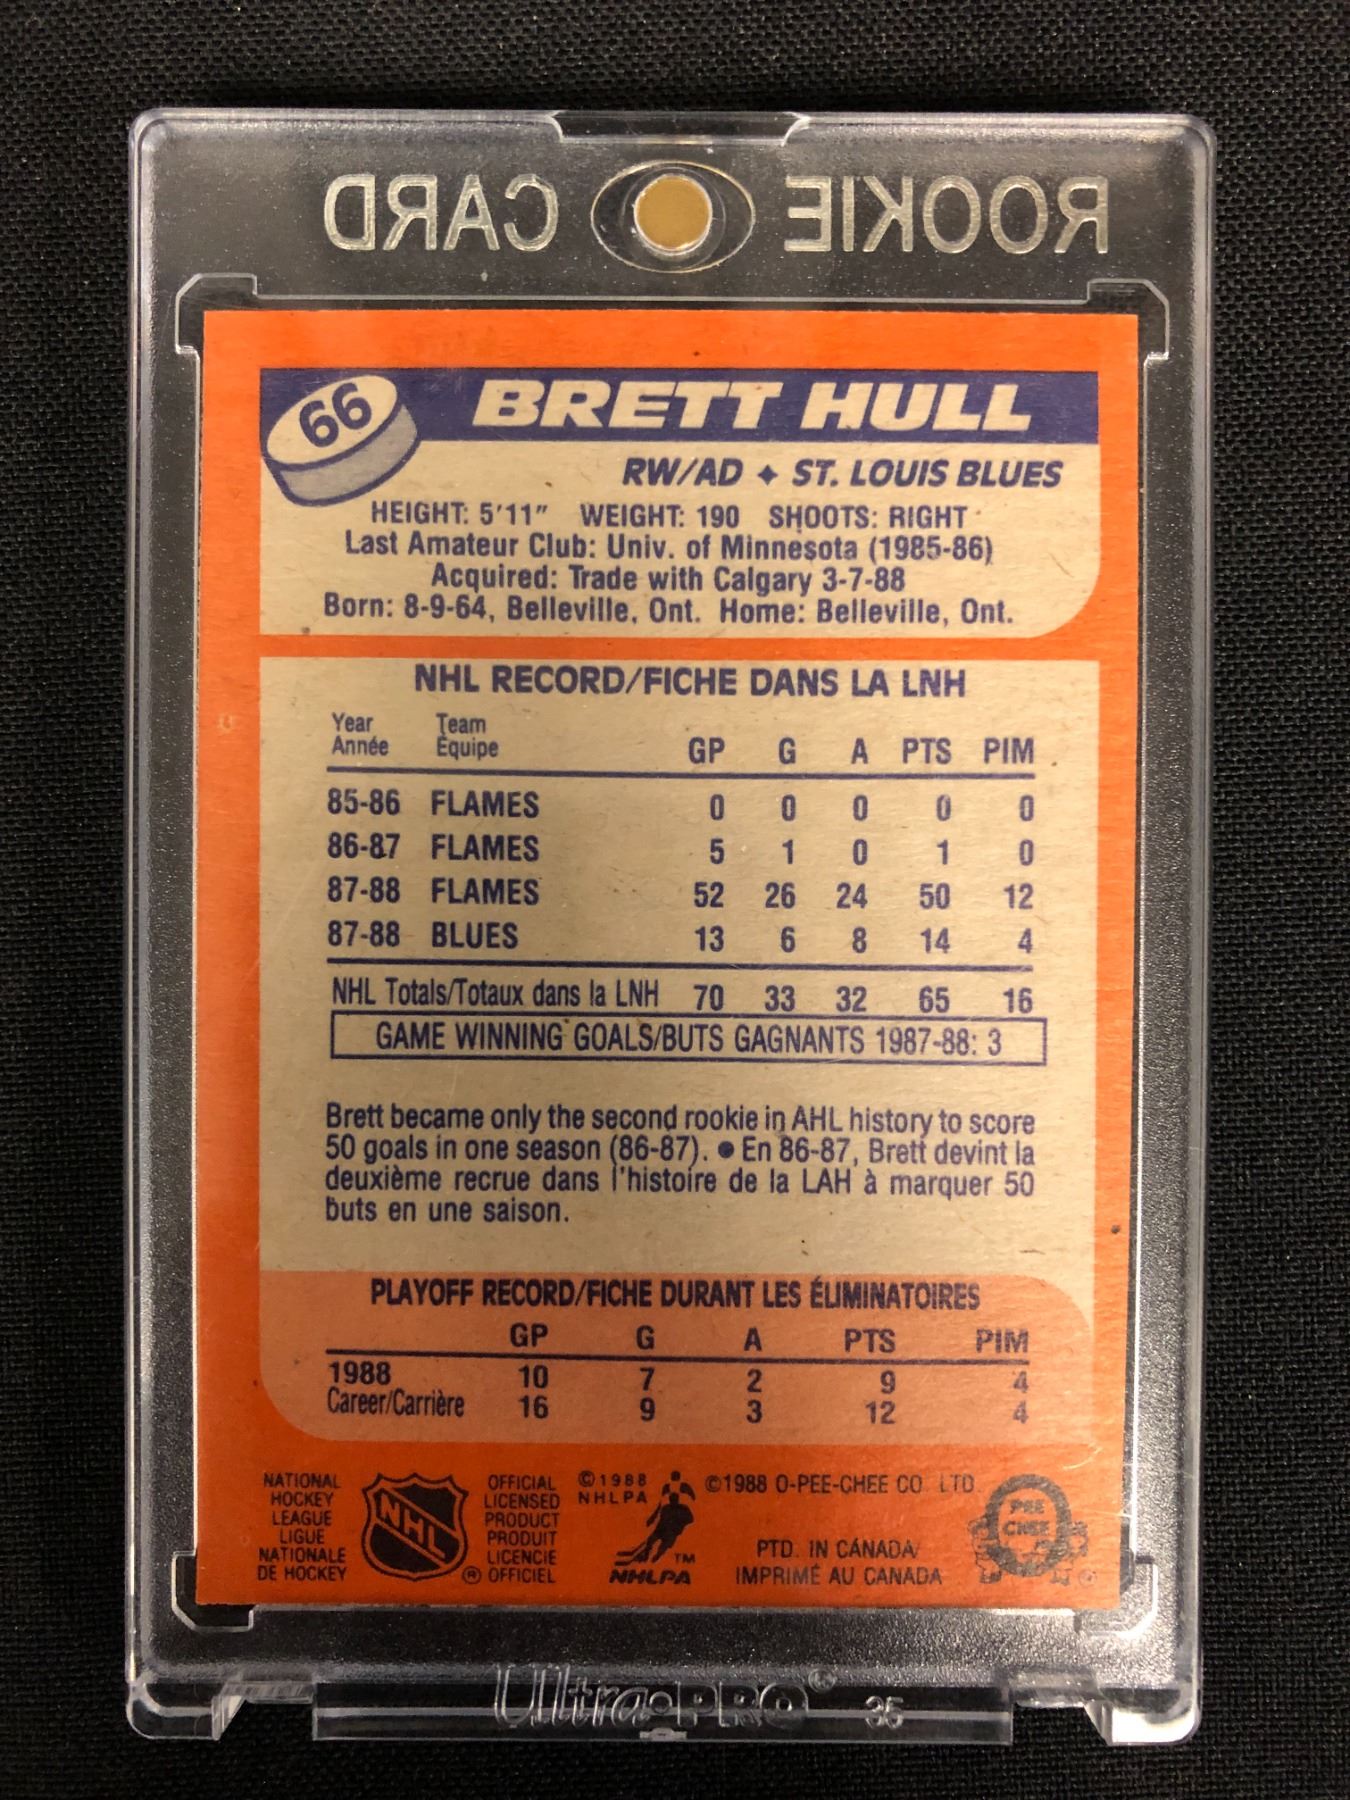 ROOKIE CARD
66
BRETT HULL
RW/AD ✦ ST. LOUIS BLUES
HEIGHT: 5'11" WEIGHT: 190 SHOOTS: RIGHT
Last Amateur Club: Univ. of Minnesota (1985-86)
Acquired: Trade with Calgary 3-7-88
Born: 8-9-64, Belleville, Ont. Home: Belleville, Ont.
NHL RECORD/FICHE DANS LA LNH
Year Team
Année Équipe GP G A PTS PIM
85-86 FLAMES 0 0 0 0 0
86-87 FLAMES 5 1 0 1 0
87-88 FLAMES 52 26 24 50 12
87-88 BLUES 13 6 8 14 4
NHL Totals/Totaux dans la LNH 70 33 32 65 16
GAME WINNING GOALS/BUTS GAGNANTS 1987-88: 3
Brett became only the second rookie in AHL history to score
50 goals in one season (86-87). ● En 86-87, Brett devint la
deuxième recrue dans l'histoire de la LAH à marquer 50
buts en une saison.
PLAYOFF RECORD/FICHE DURANT LES ÉLIMINATOIRES
GP G A PTS PIM
1988 10 7 2 9 4
Career/Carrière 16 9 3 12 4
NATIONAL
HOCKEY
LEAGUE
LIGUE
NATIONALE
DE HOCKEY
NHL
®
OFFICIAL
LICENSED
PRODUCT
PRODUIT
LICENCIE
OFFICIEL
©1988
NHLPA
TM
NHLPA
©1988 O-PEE-CHEE CO. LTD.
PTD. IN CANADA/
IMPRIMÉ AU CANADA
PEE
CHEE
®
Ultra·PRO® 35